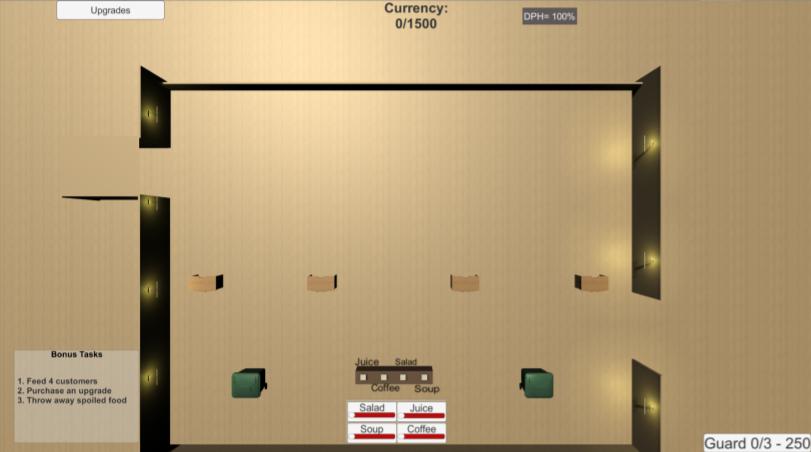 Upgrades
Currency:
0/1500
DPH= 100%
Bonus Tasks
1. Feed 4 customers
2. Purchase an upgrade
3. Throw away spoiled food
Juice
Salad
Coffee
Soup
Salad
Juice
Soup
Coffee
Guard 0/3 - 250